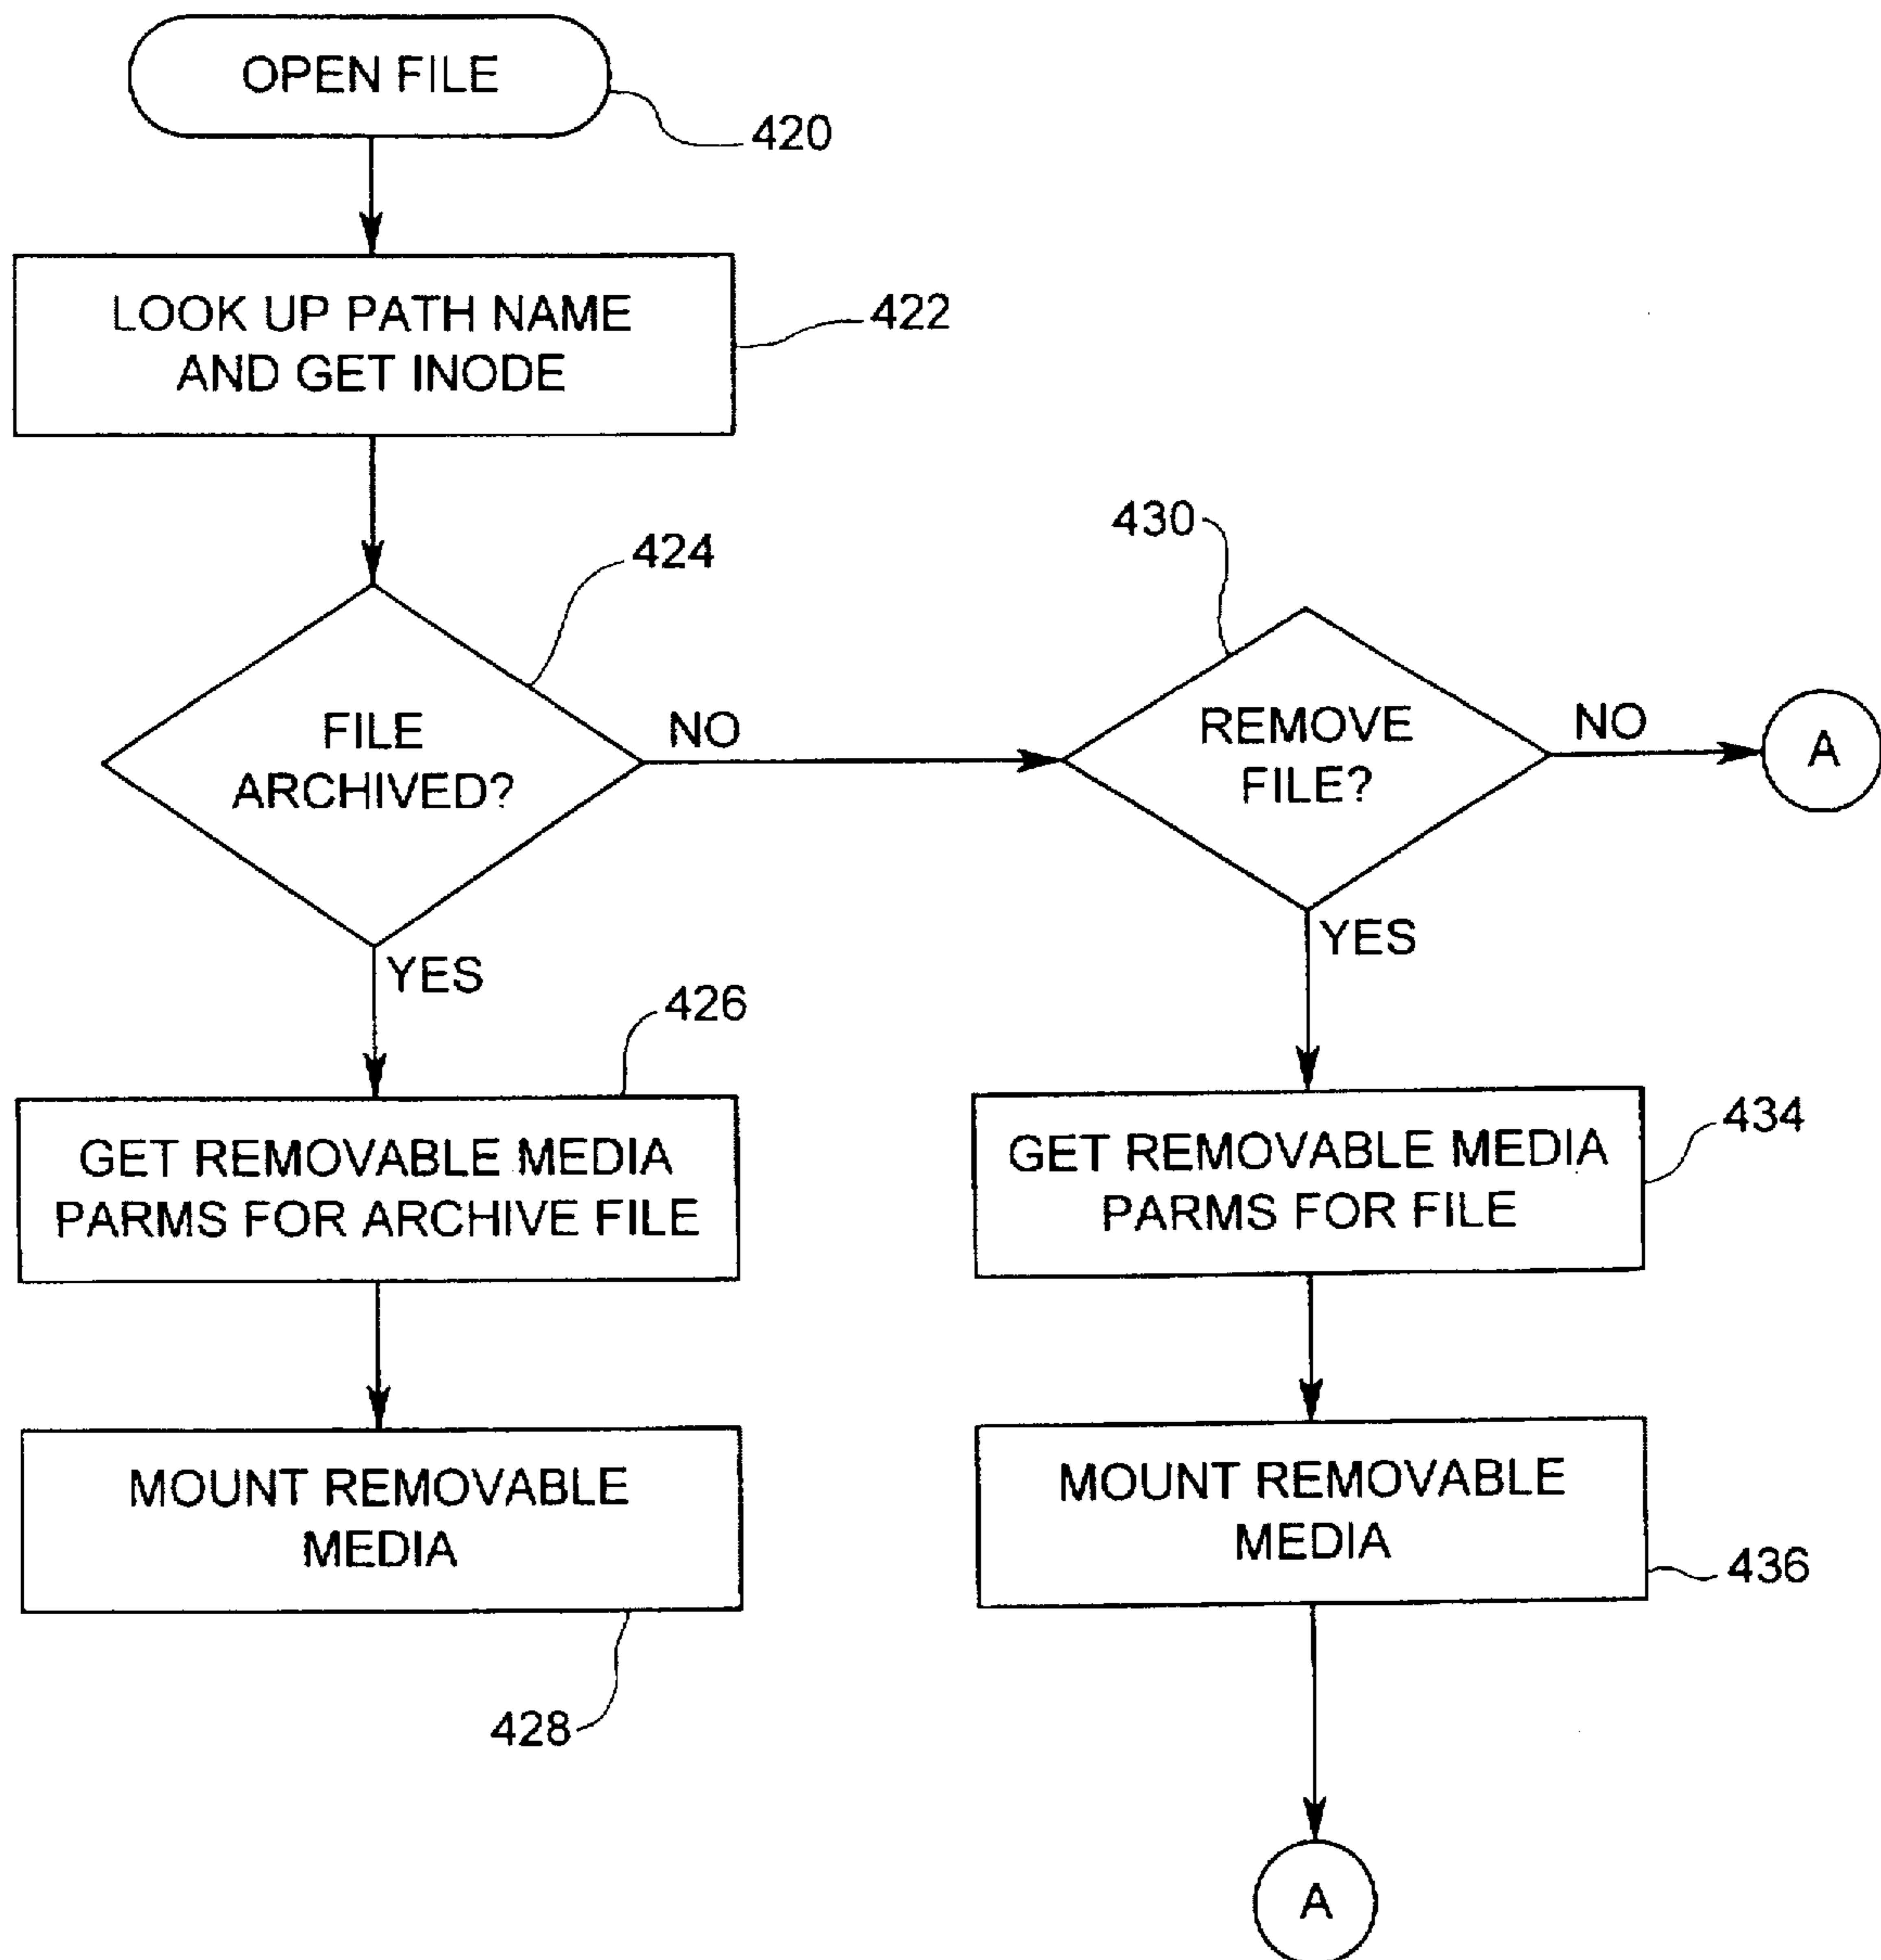 OPEN FILE
420
LOOK UP PATH NAME
AND GET INODE
422
424
FILE
ARCHIVED?
NO
430
REMOVE
FILE?
NO
A
YES
YES
426
GET REMOVABLE MEDIA
PARMS FOR ARCHIVE FILE
GET REMOVABLE MEDIA
PARMS FOR FILE
434
MOUNT REMOVABLE
MEDIA
428
MOUNT REMOVABLE
MEDIA
436
A